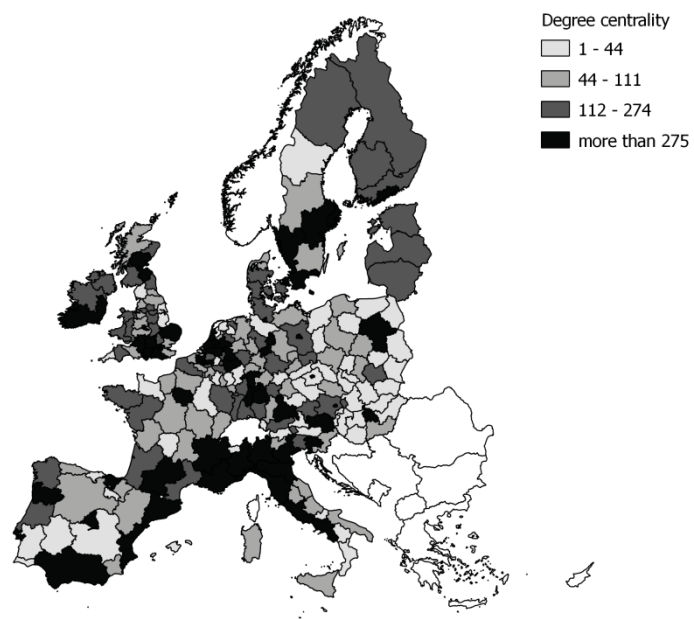 Degree centrality
1 - 44
44 - 111
112 - 274
more than 275